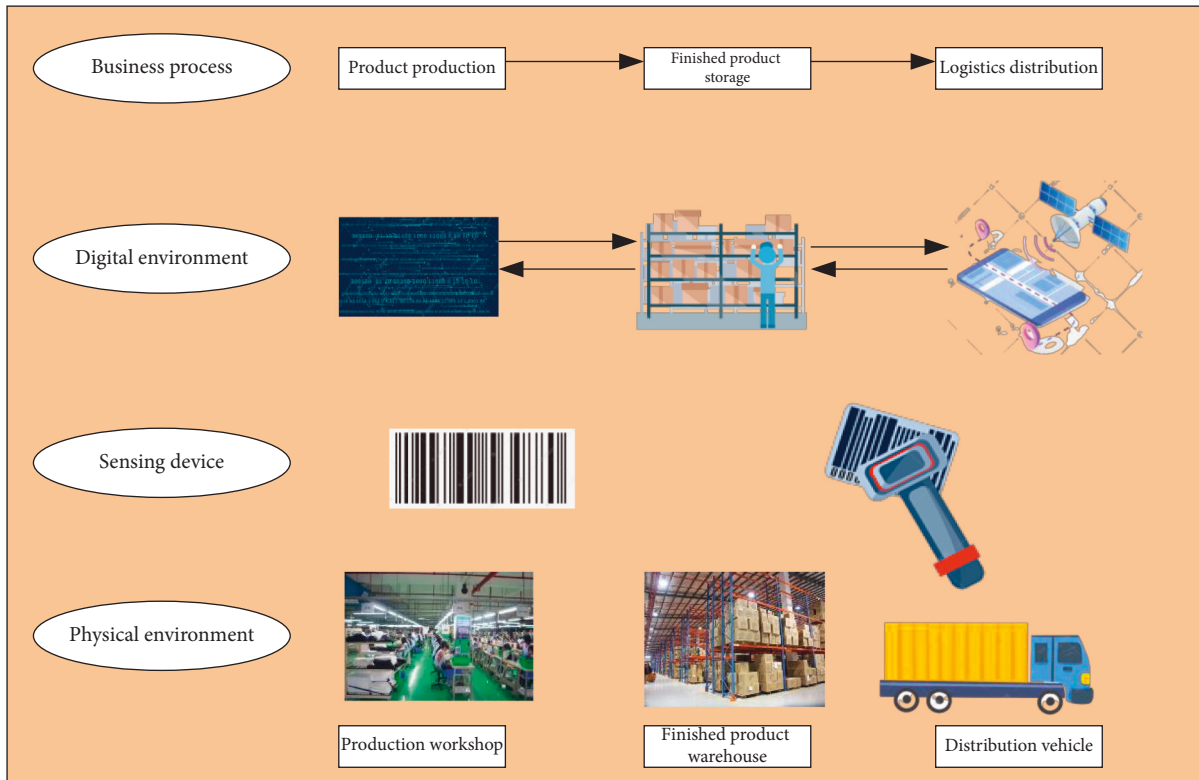 Business process
Product production
Finished product
storage
Logistics distribution
Digital environment
Sensing device
Physical environment
Production workshop
Finished product
warehouse
Distribution vehicle